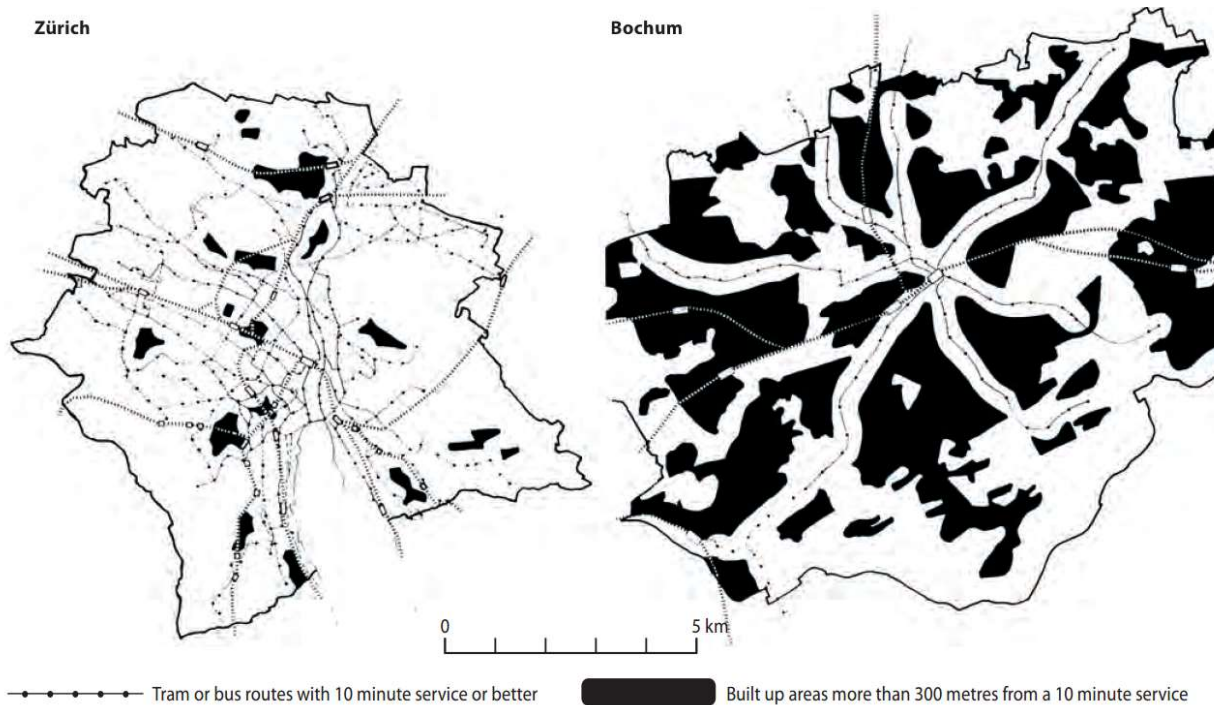 Zürich
Bochum
0 5 km
Tram or bus routes with 10 minute service or better
Built up areas more than 300 metres from a 10 minute service